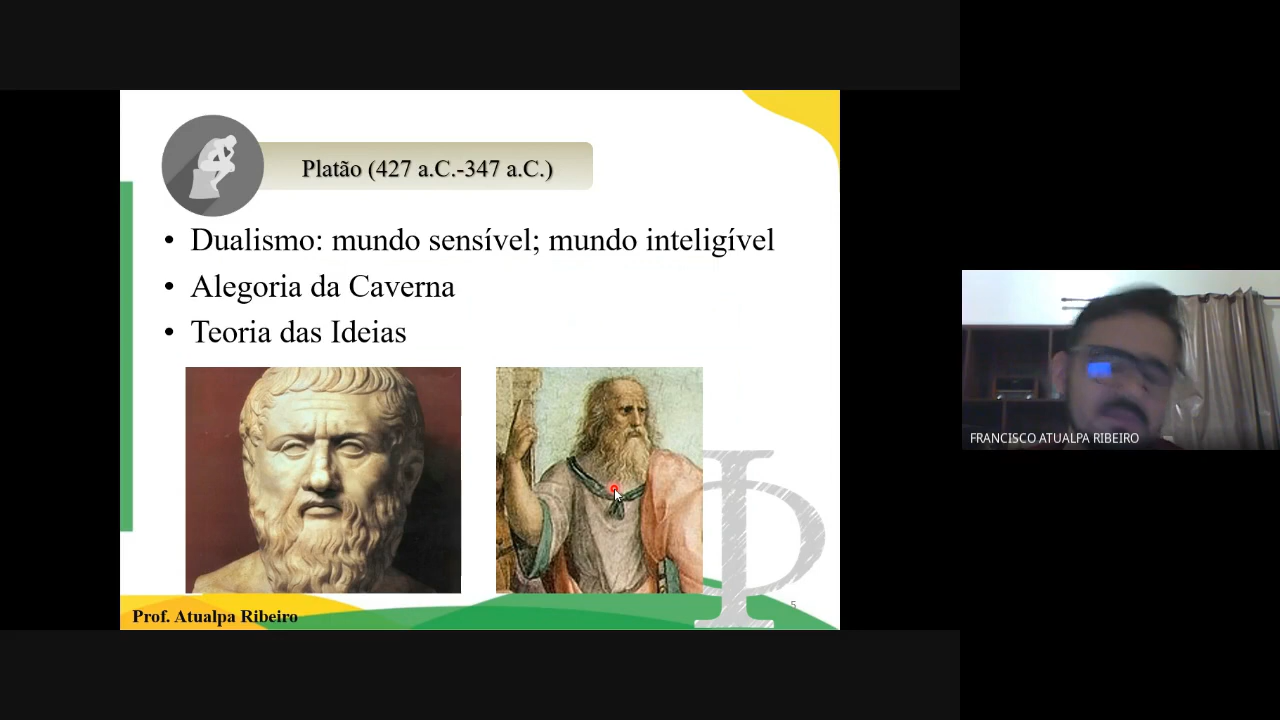 Platão (427 a.C.-347 a.C.)
• Dualismo: mundo sensível; mundo inteligível
• Alegoria da Caverna
• Teoria das Ideias
Φ
Prof. Atualpa Ribeiro
5
FRANCISCO ATUALPA RIBEIRO